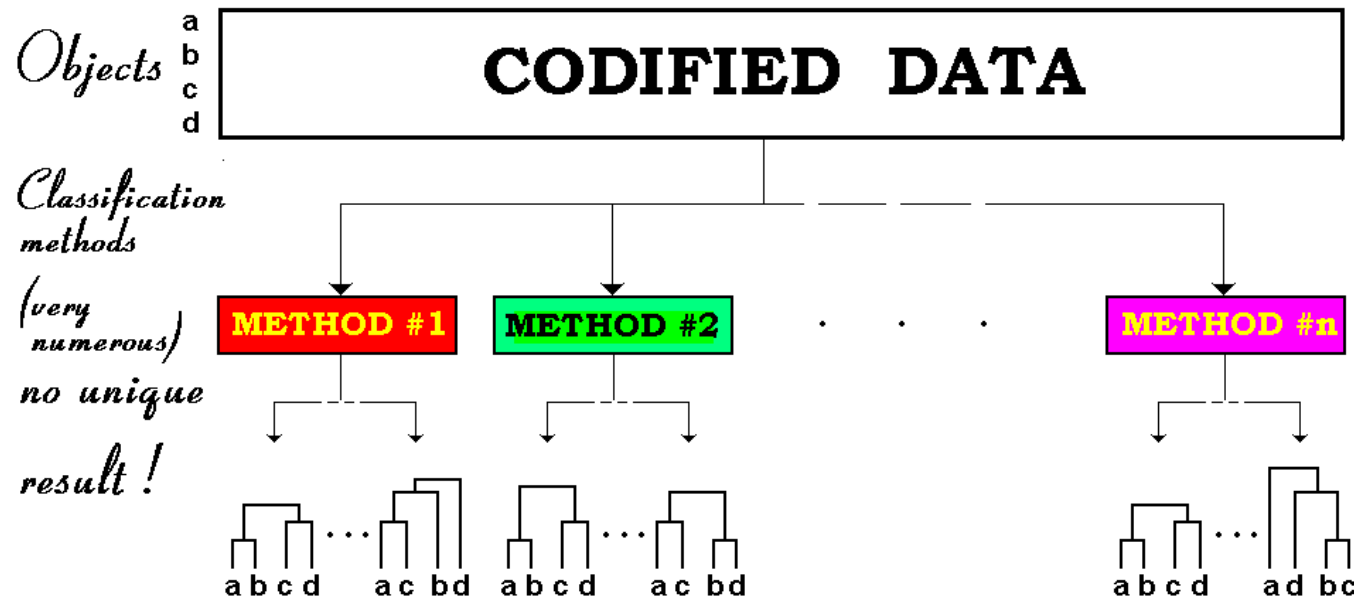 Objects
a
b
c
d
CODIFIED DATA
Classification
methods
(very
numerous)
no unique
result !
METHOD #1
METHOD #2
. . .
METHOD #n
a b c d ... a c b d
a b c d ... a c b d
a b c d ... a d b c